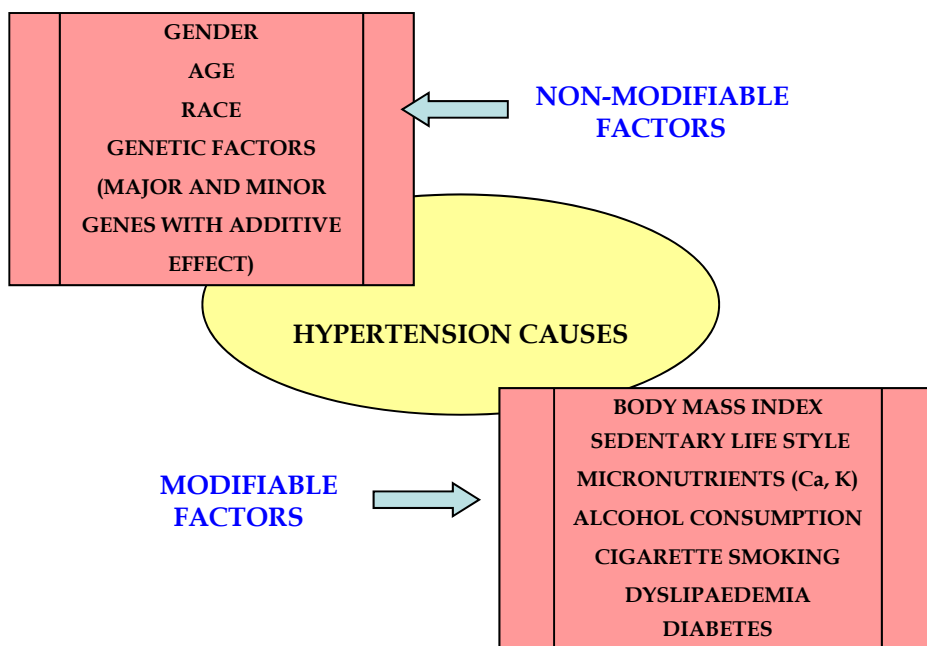 GENDER
AGE
RACE
GENETIC FACTORS
(MAJOR AND MINOR
GENES WITH ADDITIVE
EFFECT)
NON-MODIFIABLE
FACTORS
HYPERTENSION CAUSES
MODIFIABLE
FACTORS
BODY MASS INDEX
SEDENTARY LIFE STYLE
MICRONUTRIENTS (Ca, K)
ALCOHOL CONSUMPTION
CIGARETTE SMOKING
DYSLIPAEDEMIA
DIABETES